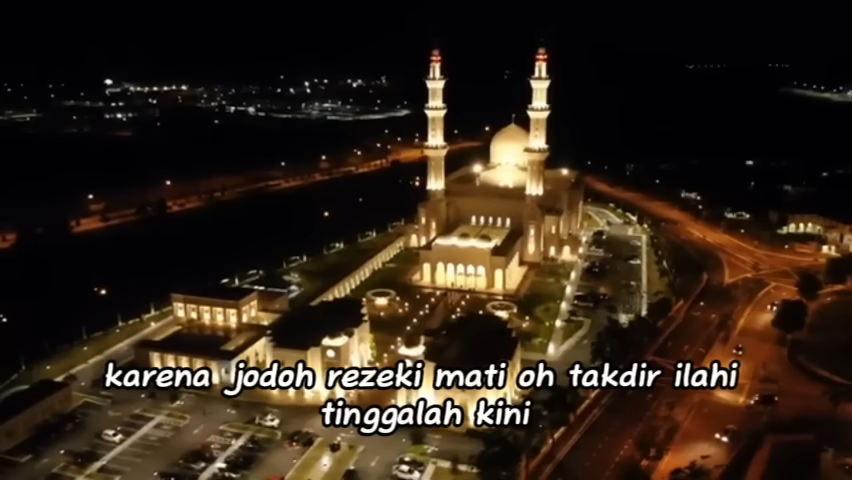 karena jodoh rezeki mati oh takdir ilahi
tinggalah kini